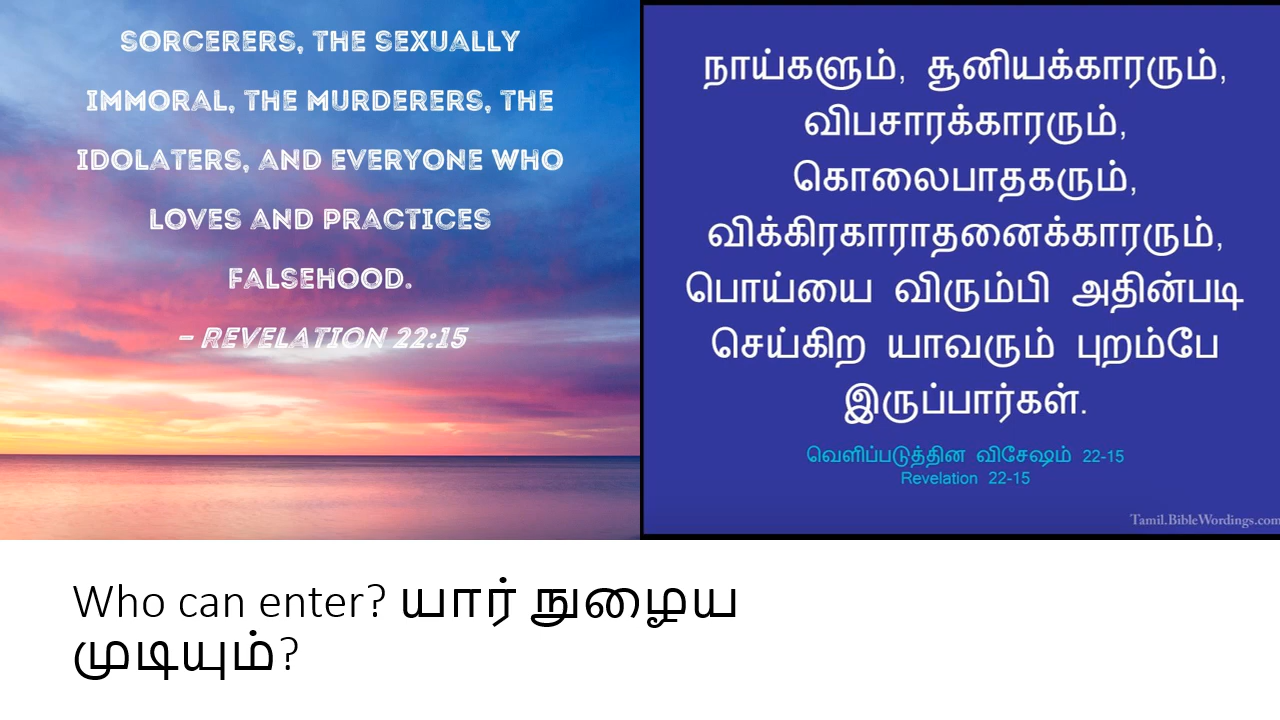 SORCERERS, THE SEXUALLY
IMMORAL, THE MURDERERS, THE
IDOLATERS, AND EVERYONE WHO
LOVES AND PRACTICES
FALSEHOOD.
– REVELATION 22:15
நாய்களும், சூனியக்காரரும்,
விபசாரக்காரரும்,
கொலைபாதகரும்,
விக்கிரகாராதனைக்காரரும்,
பொய்யை விரும்பி அதின்படி
செய்கிற யாவரும் புறம்பே
இருப்பார்கள்.
வெளிப்படுத்தின விசேஷம் 22-15
Revelation 22-15
Tamil.BibleWordings.com
Who can enter? யார் நுழைய
முடியும்?